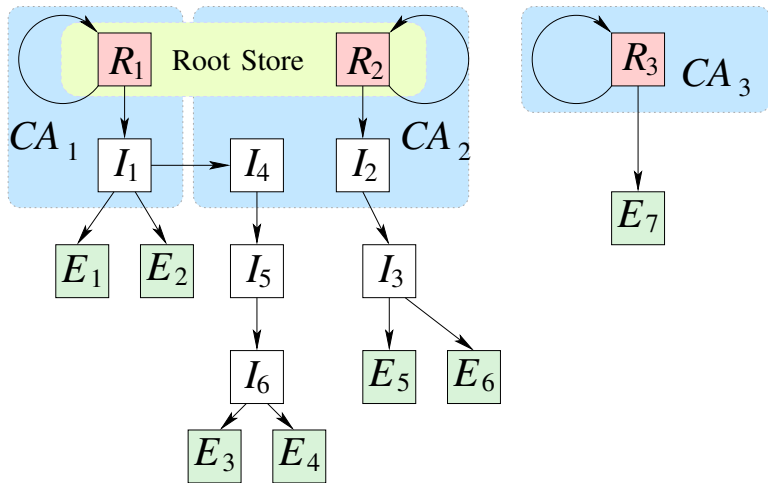 R1 Root Store R2 R3
CA1 CA2 CA3
I1 I4 I2
E7
E1 E2 I5 I3
I6 E5 E6
E3 E4